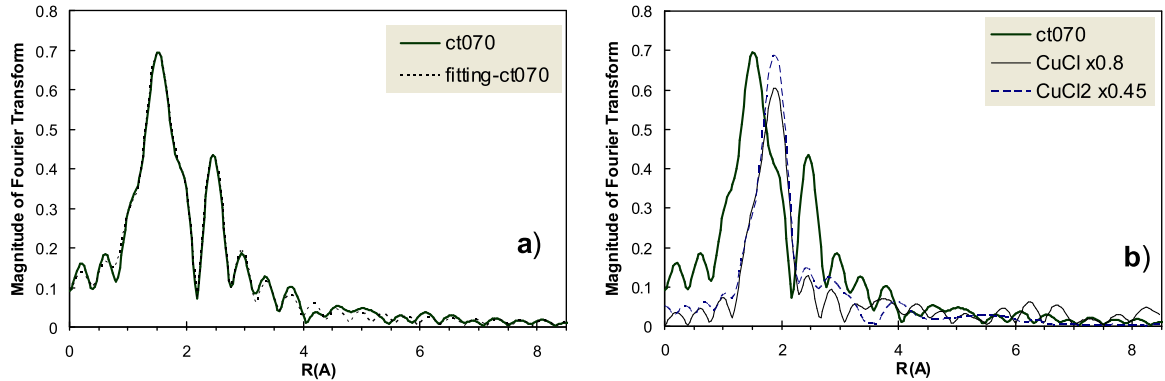 0.8
0.7
0.6
0.5
0.4
0.3
0.2
0.1
0
Magnitude of Fourier Transform
ct070
fitting-ct070
a)
0 2 4 6 8
R(A)
0.8
0.7
0.6
0.5
0.4
0.3
0.2
0.1
0
Magnitude of Fourier Transform
ct070
CuCl x0.8
CuCl2 x0.45
b)
0 2 4 6 8
R(A)